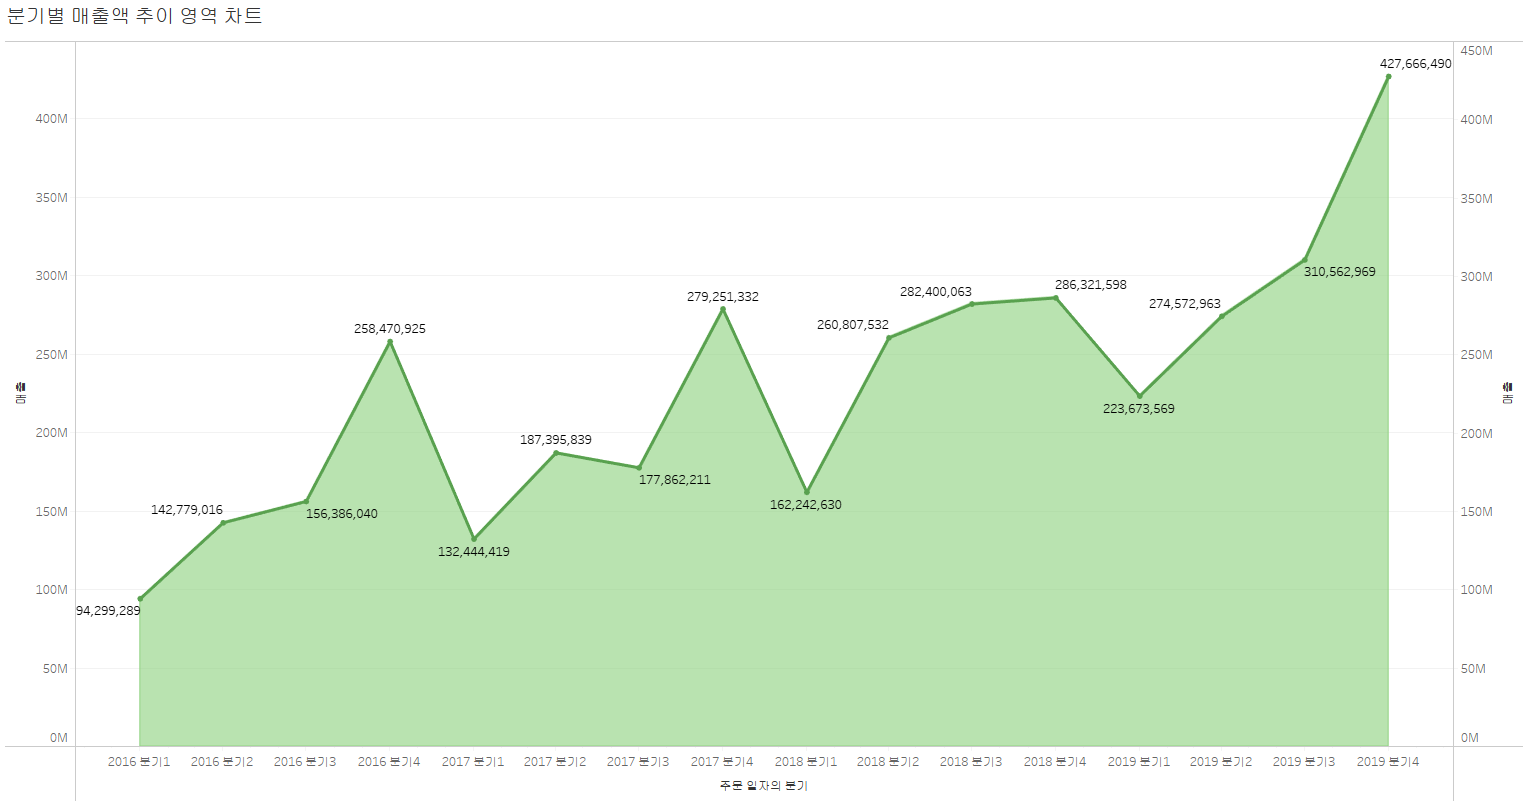 분기별 매출액 추이 영역 차트
450M
427,666,490
400M
400M
350M
350M
310,562,969
300M
300M
286,321,598
282,400,063
279,251,332
274,572,963
260,807,532
258,470,925
250M
250M
매출
매출
223,673,569
200M
200M
187,395,839
177,862,211
162,242,630
156,386,040
150M
150M
142,779,016
132,444,419
100M
100M
94,299,289
50M
50M
0M
0M
2016 분기1 2016 분기2 2016 분기3 2016 분기4 2017 분기1 2017 분기2 2017 분기3 2017 분기4 2018 분기1 2018 분기2 2018 분기3 2018 분기4 2019 분기1 2019 분기2 2019 분기3 2019 분기4
주문 일자의 분기